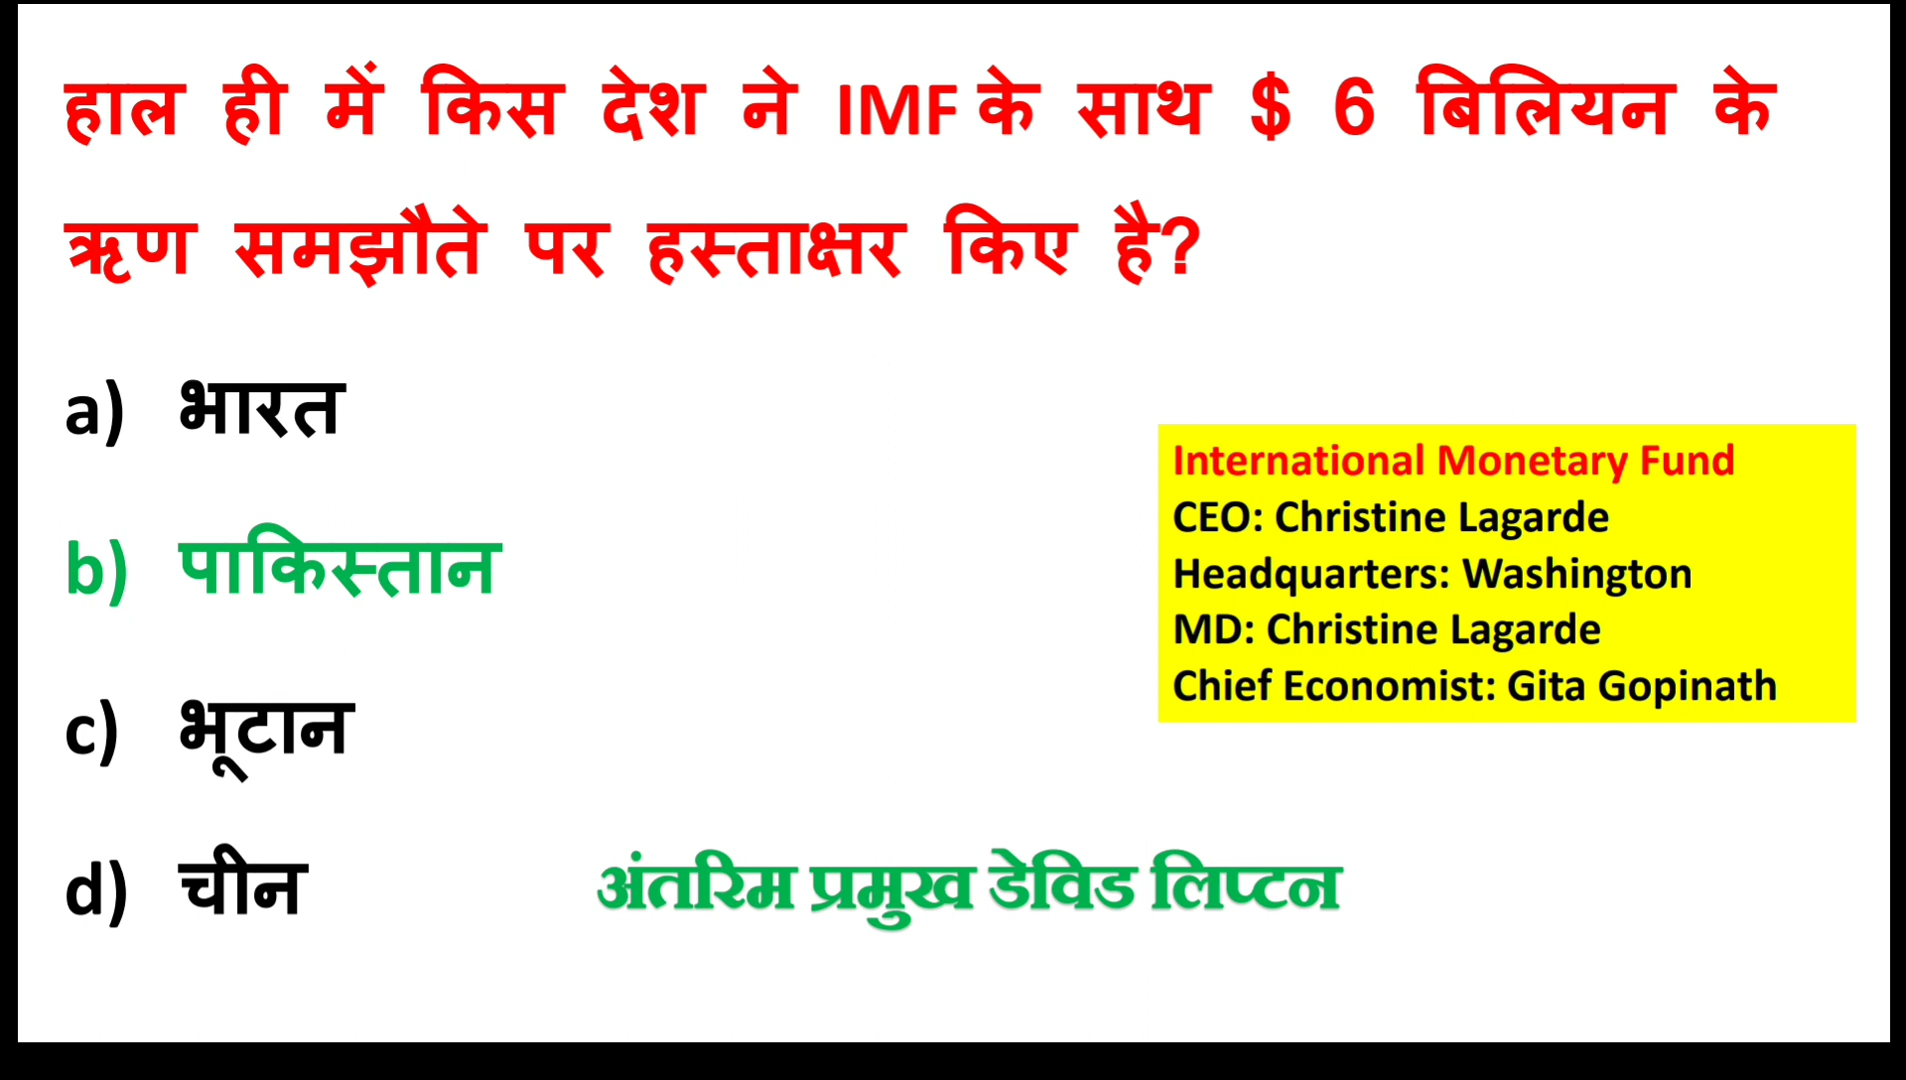 हाल ही में किस देश ने IMF के साथ $ 6 बिलियन के
ऋण समझौते पर हस्ताक्षर किए है?
a) भारत
b) पाकिस्तान
c) भूटान
d) चीन
International Monetary Fund
CEO: Christine Lagarde
Headquarters: Washington
MD: Christine Lagarde
Chief Economist: Gita Gopinath
अंतरिम प्रमुख डेविड लिप्टन